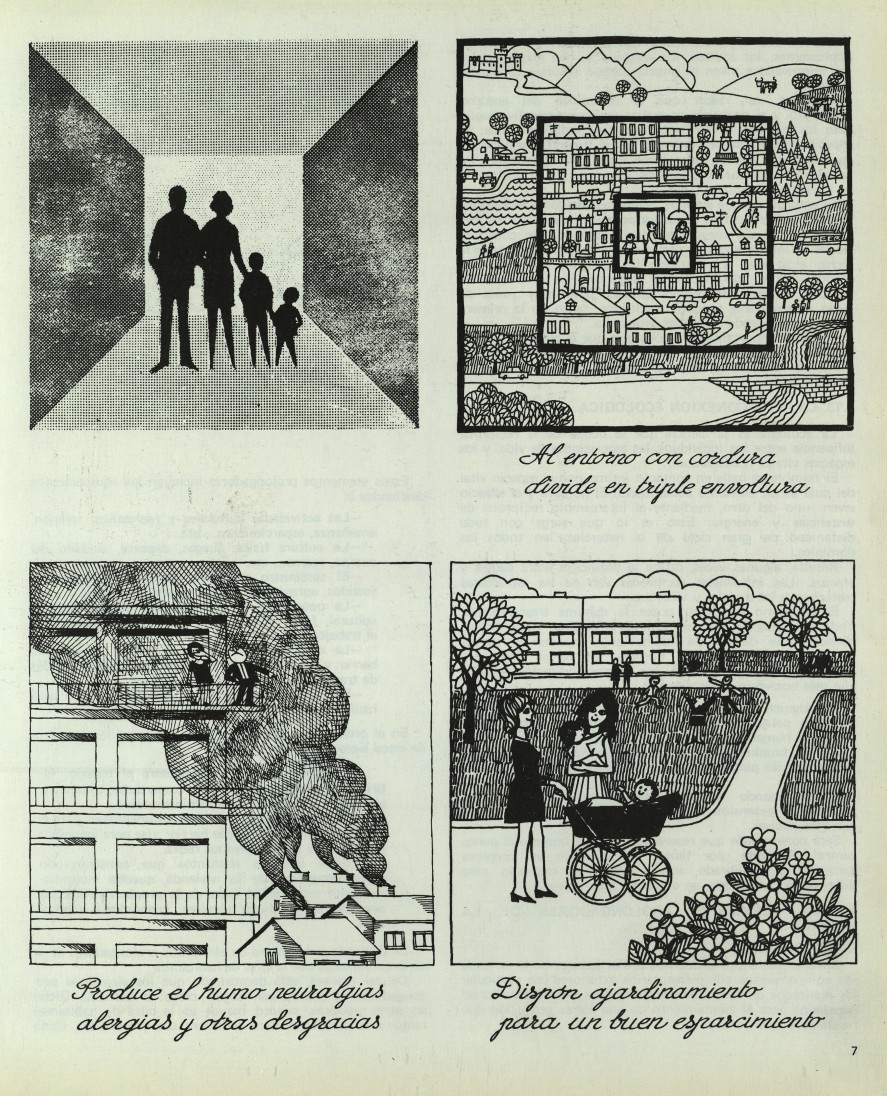 Al entorno con cordura
divide en triple envoltura
Produce el humo neuralgias
alergias y otras desgracias
Dispón ajardinamiento
para un buen esparcimiento
7